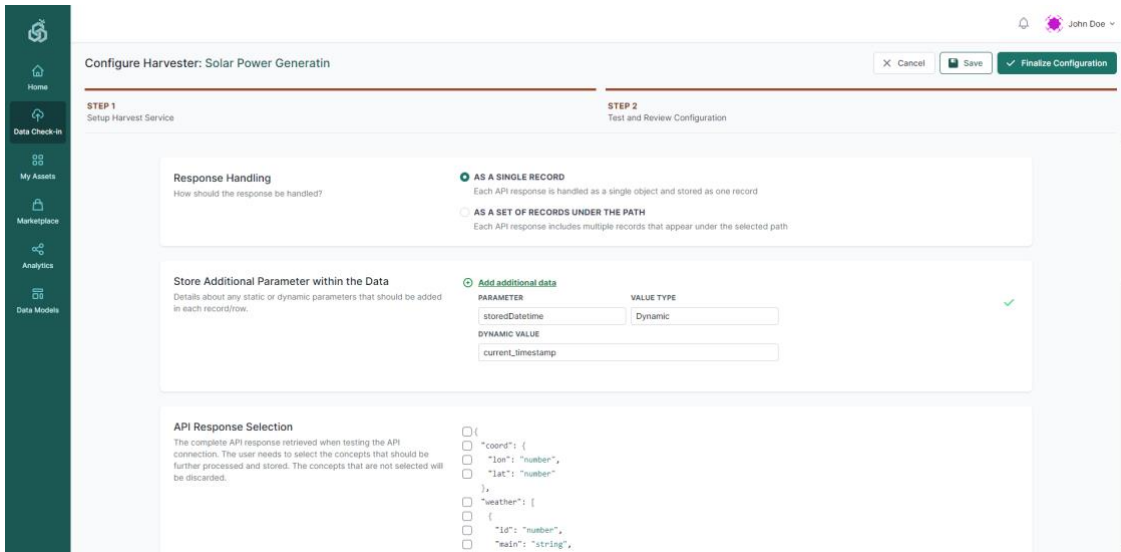 John Doe
Configure Harvester: Solar Power Generatin
Cancel
Save
Finalize Configuration
Home
Data Check-in
My Assets
Marketplace
Analytics
Data Models
STEP 1
Setup Harvest Service
STEP 2
Test and Review Configuration
Response Handling
How should the response be handled?
AS A SINGLE RECORD
Each API response is handled as a single object and stored as one record
AS A SET OF RECORDS UNDER THE PATH
Each API response includes multiple records that appear under the selected path
Store Additional Parameter within the Data
Details about any static or dynamic parameters that should be added
in each record/row.
Add additional data
PARAMETER
VALUE TYPE
storedDatetime
Dynamic
DYNAMIC VALUE
current_timestamp
API Response Selection
The complete API response retrieved when testing the API
connection. The user needs to select the concepts that should be
further processed and stored. The concepts that are not selected will
be discarded.
{
"coord": {
"lon": "number",
"lat": "number"
},
"weather": [
{
"id": "number",
"main": "string",